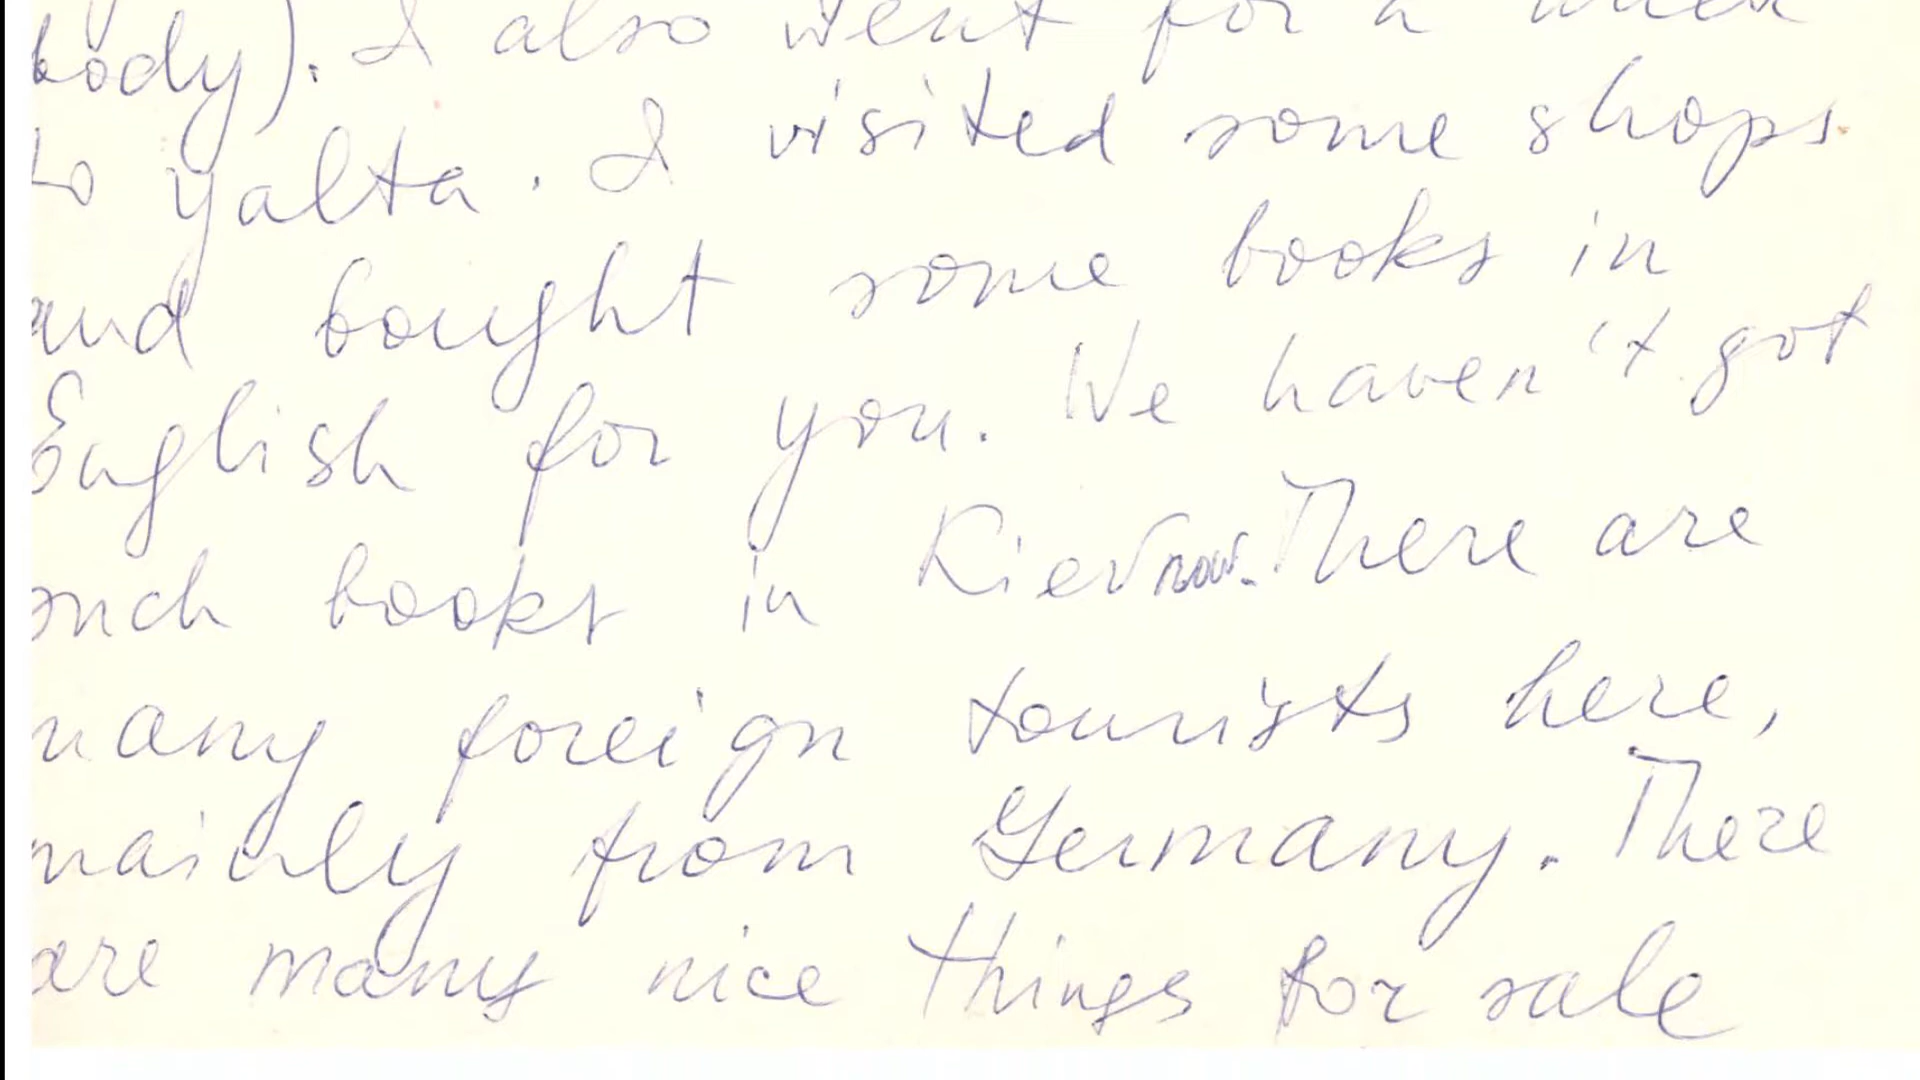 body). I also went for a week
to Yalta. I visited some shops
and bought some books in
English for you. We haven't got
such books in Kiev now. There are
many foreign tourists here,
mainly from Germany. There
are many nice things for sale